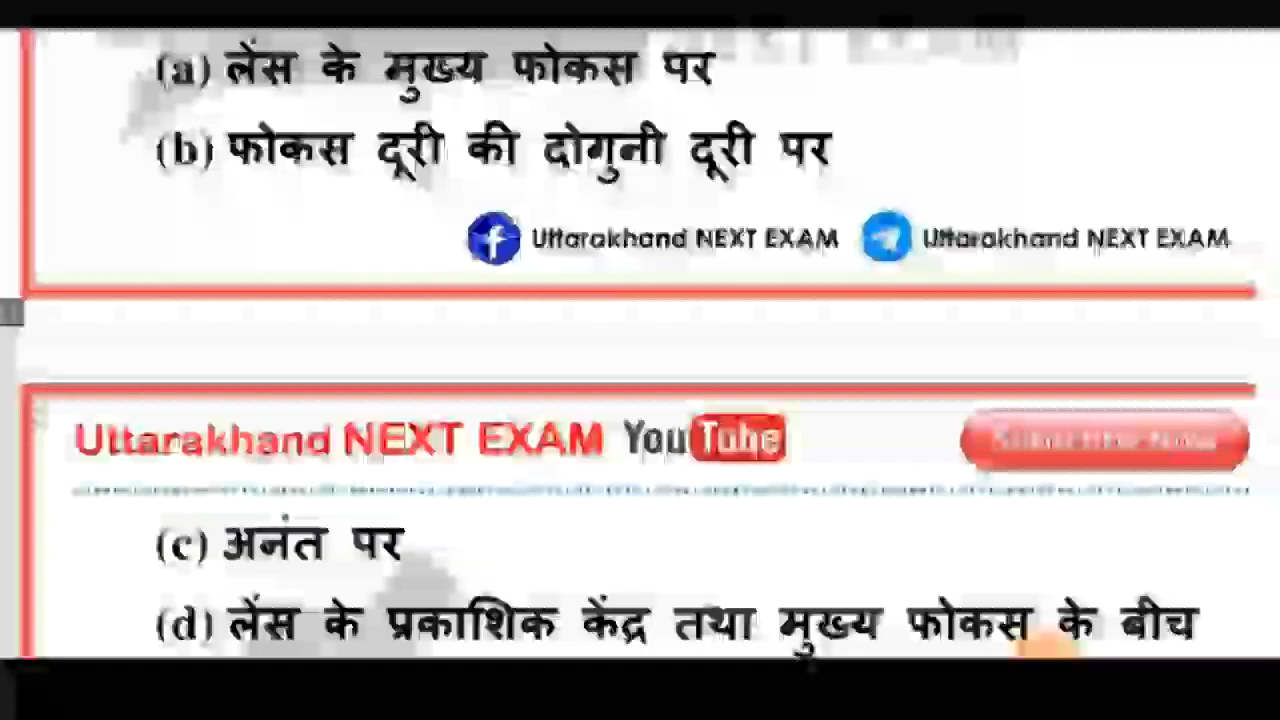 (a) लेंस के मुख्य फोकस पर
(b) फोकस दूरी की दोगुनी दूरी पर
Uttarakhand NEXT EXAM Uttarakhand NEXT EXAM
Uttarakhand NEXT EXAM YouTube
(c) अनंत पर
(d) लेंस के प्रकाशिक केंद्र तथा मुख्य फोकस के बीच